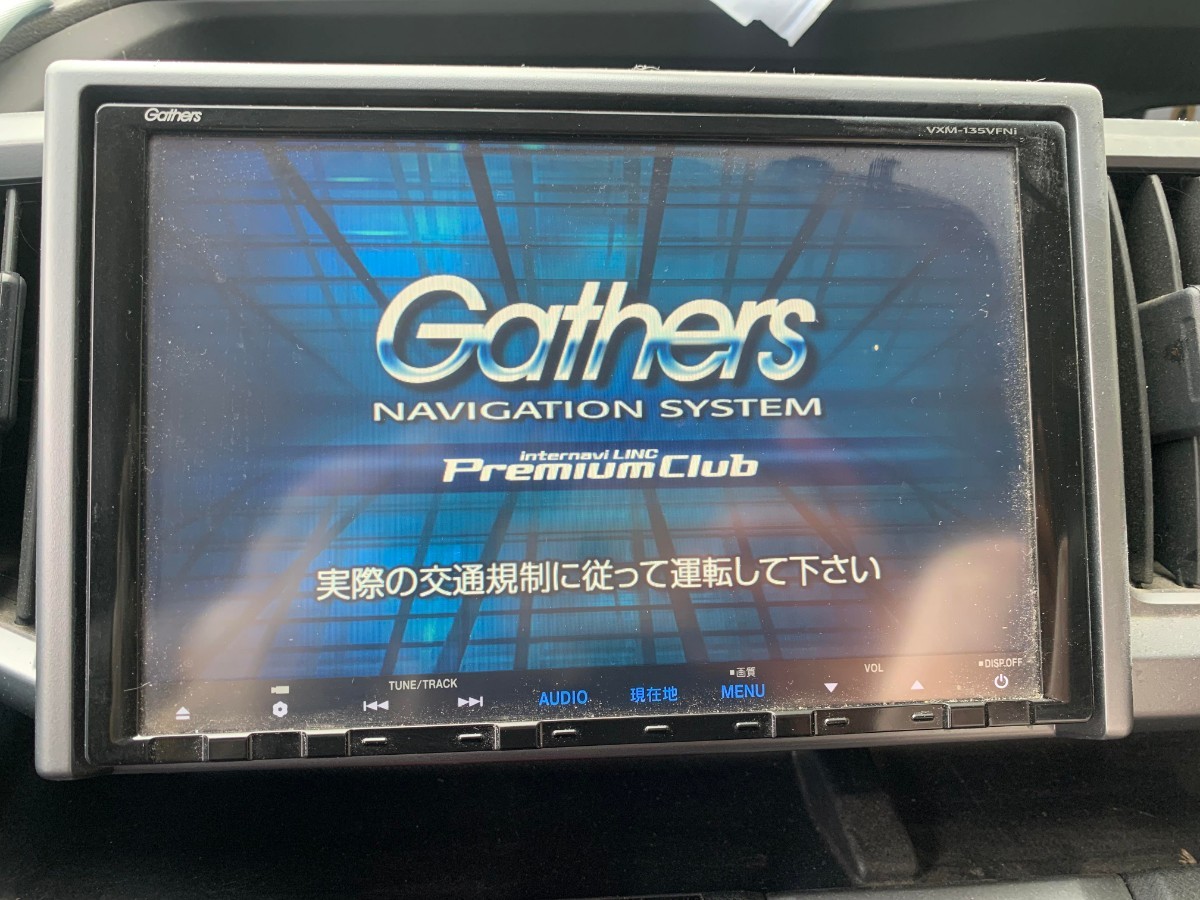 Gathers
VXM-135VFNi
Gathers
NAVIGATION SYSTEM
internavi LINC
Premium Club
実際の交通規制に従って運転して下さい
TUNE/TRACK
■画質
VOL
■DISP.OFF
AUDIO
現在地
MENU